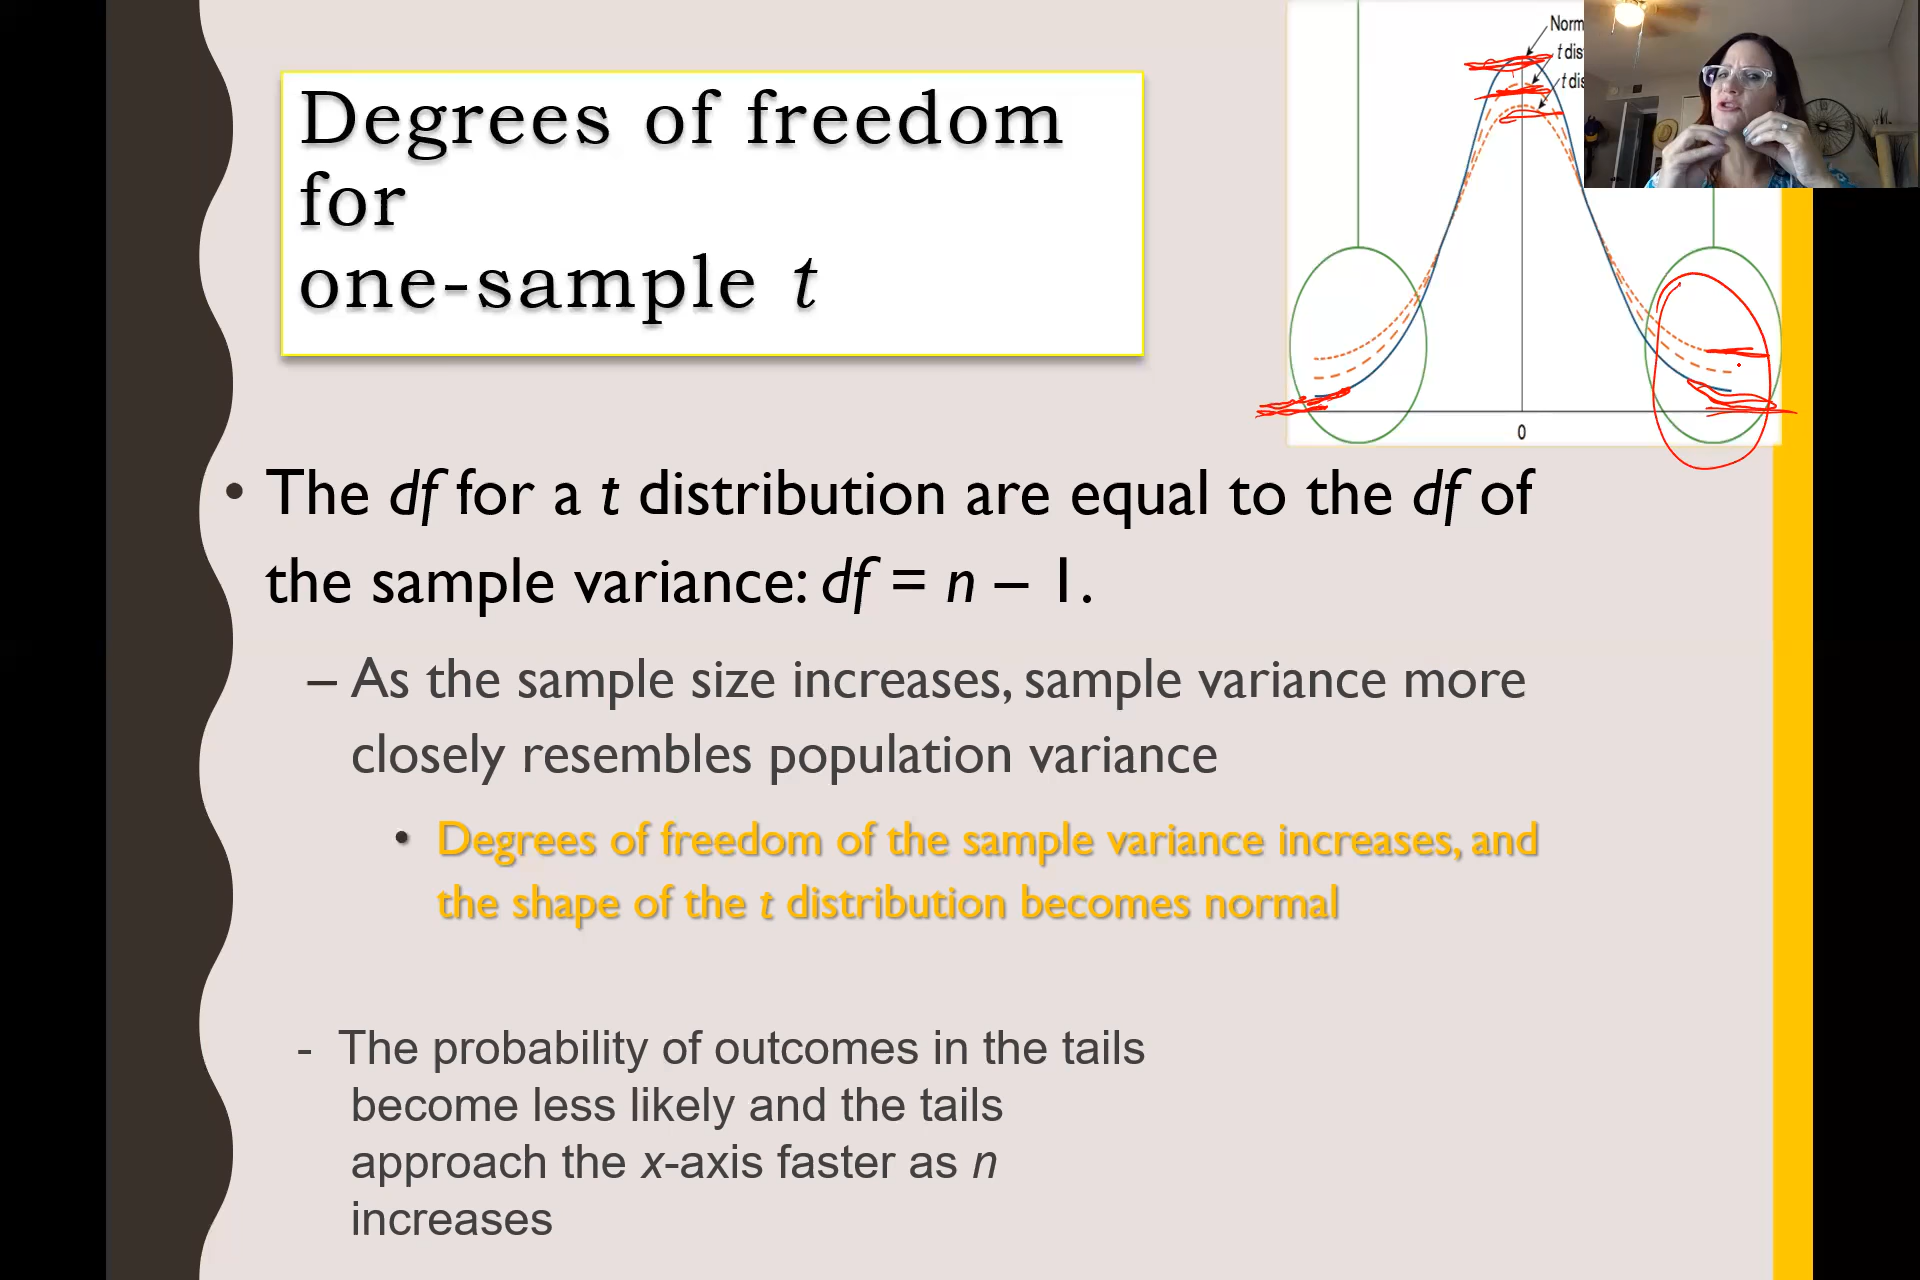 Degrees of freedom
for
one-sample t
t
t
0
• The df for a t distribution are equal to the df of
the sample variance: df = n – 1.
– As the sample size increases, sample variance more
closely resembles population variance
• Degrees of freedom of the sample variance increases, and
the shape of the t distribution becomes normal
- The probability of outcomes in the tails
become less likely and the tails
approach the x-axis faster as n
increases